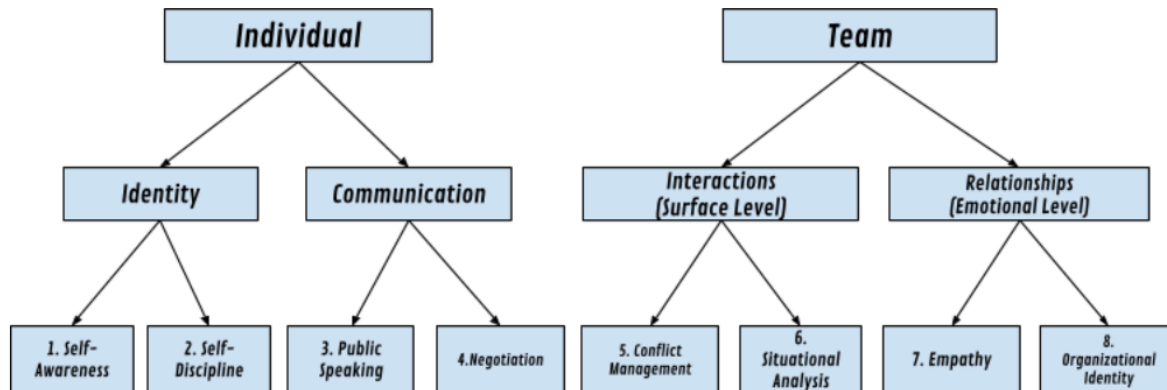 Individual
Team
Identity
Communication
Interactions
(Surface Level)
Relationships
(Emotional Level)
1. Self-
Awareness
2. Self-
Discipline
3. Public
Speaking
4.Negotiation
5. Conflict
Management
6.
Situational
Analysis
7. Empathy
8.
Organizational
Identity